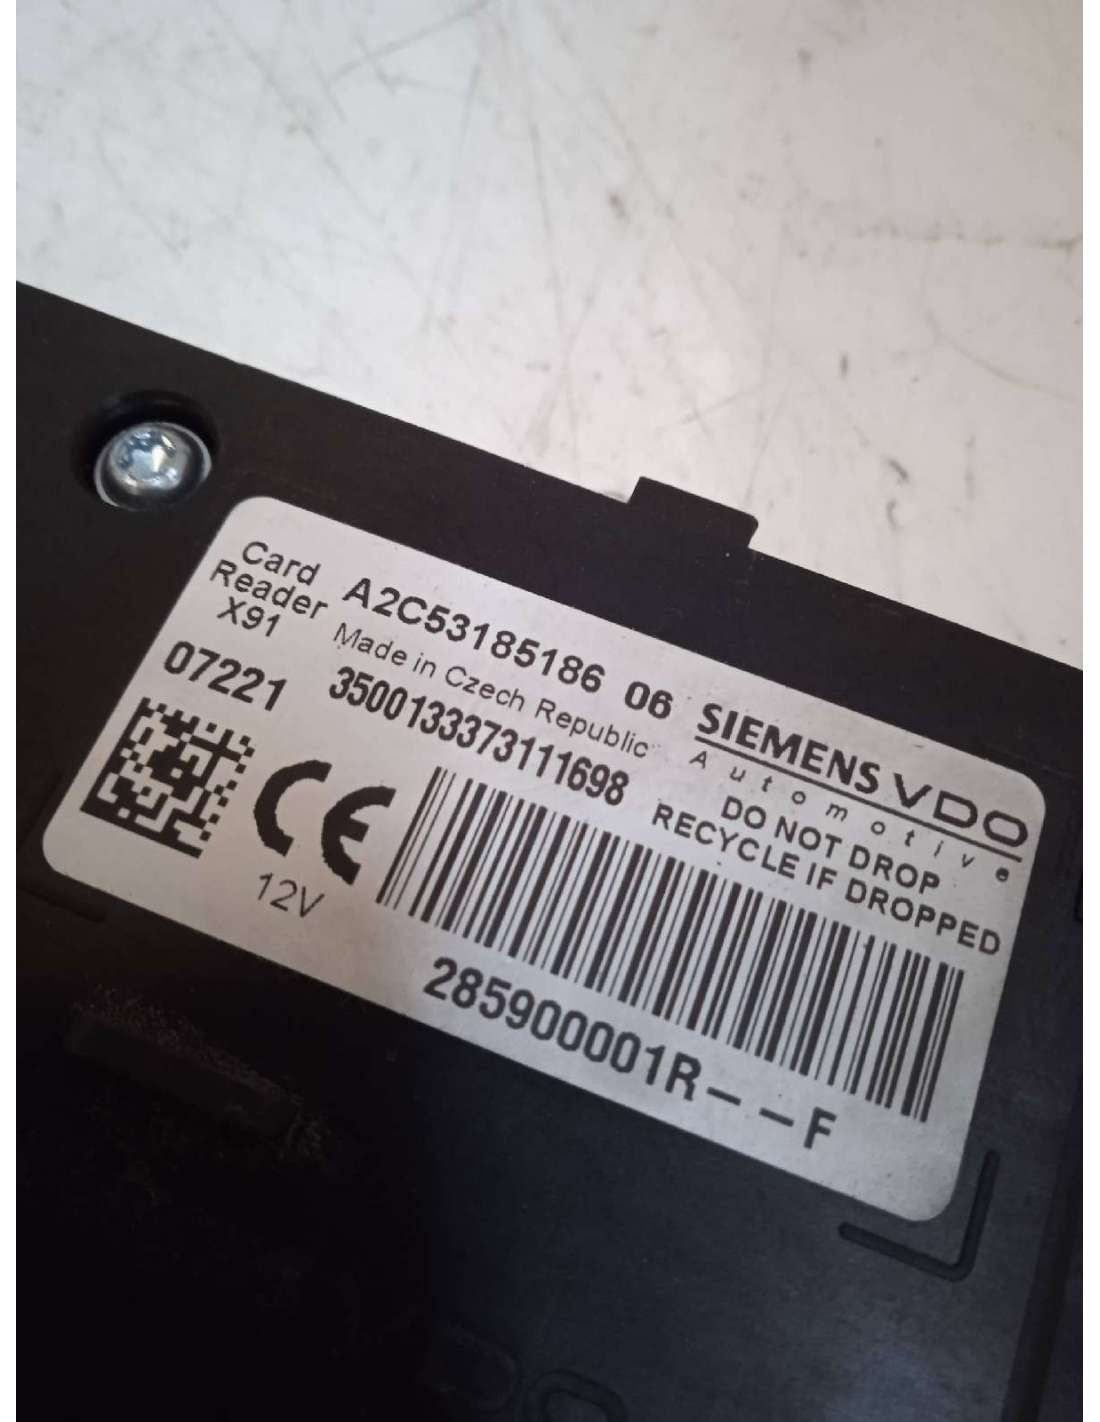 Card
Reader
X91
A2C53185186 06
Made in Czech Republic
07221
35001333731111698
SIEMENS VDO
Automotive
DO NOT DROP
RECYCLE IF DROPPED
CE
12V
285900001R--F